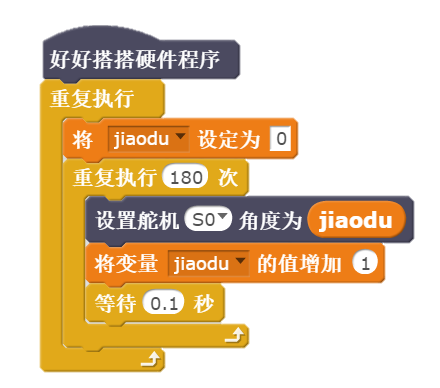 好好搭搭硬件程序
重复执行
将 jiaodu 设定为 0
重复执行 180 次
设置舵机 S0 角度为 jiaodu
将变量 jiaodu 的值增加 1
等待 0.1 秒